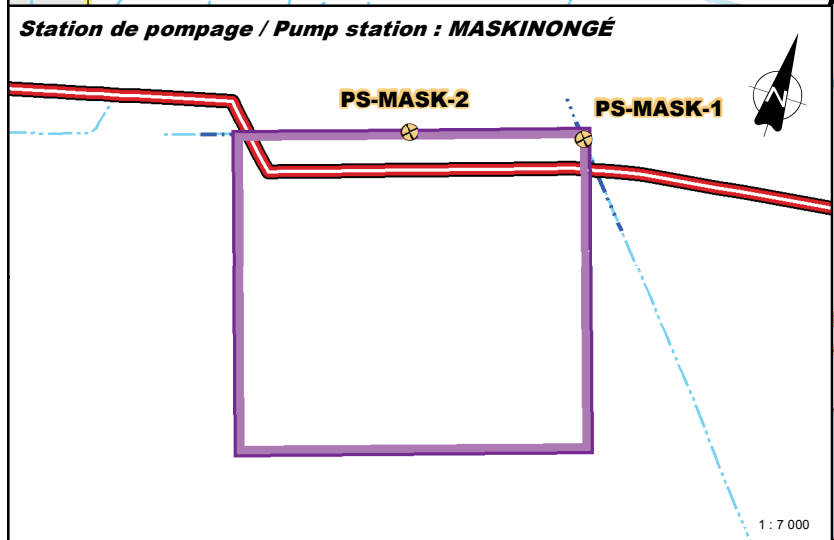 Station de pompage / Pump station : MASKINONGÉ
N
PS-MASK-2
PS-MASK-1
1 : 7 000